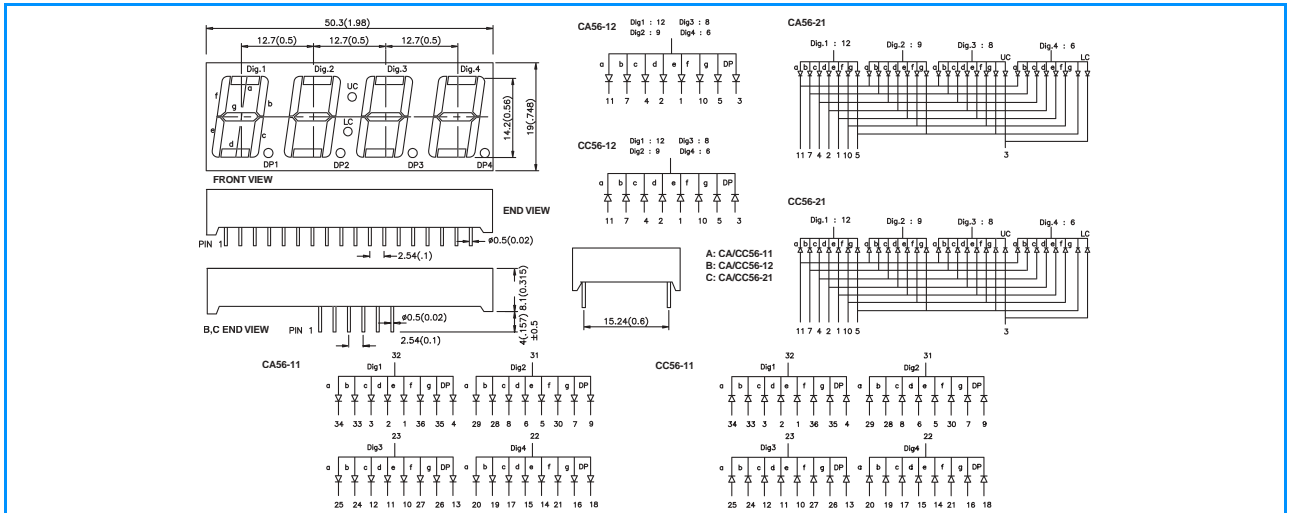 50.3(1.98)
12.7(0.5) 12.7(0.5) 12.7(0.5)
Dig.1 Dig.2 Dig.3 Dig.4
a b c d e f g
UC
LC
DP1 DP2 DP3 DP4
14.2(0.56)
19(.748)
FRONT VIEW
END VIEW
PIN 1
ø0.5(0.02)
2.54(.1)
B,C END VIEW
PIN 1
ø0.5(0.02)
2.54(0.1)
8.1(0.315)
4(.157)
±0.5
CA56-12
Dig1 : 12 Dig3 : 8
Dig2 : 9 Dig4 : 6
a b c d e f g DP
11 7 4 2 1 10 5 3
CC56-12
Dig1 : 12 Dig3 : 8
Dig2 : 9 Dig4 : 6
a b c d e f g DP
11 7 4 2 1 10 5 3
15.24(0.6)
A: CA/CC56-11
B: CA/CC56-12
C: CA/CC56-21
CA56-21
Dig.1 : 12 Dig.2 : 9 Dig.3 : 8 Dig.4 : 6
UC LC
a b c d e f g a b c d e f g a b c d e f g a b c d e f g
11 7 4 2 1 10 5 3
CC56-21
Dig.1 : 12 Dig.2 : 9 Dig.3 : 8 Dig.4 : 6
UC LC
a b c d e f g a b c d e f g a b c d e f g a b c d e f g
11 7 4 2 1 10 5 3
CA56-11
32 31
Dig1 Dig2
a b c d e f g DP a b c d e f g DP
34 33 3 2 1 36 35 4 29 28 8 6 5 30 7 9
23 22
Dig3 Dig4
a b c d e f g DP a b c d e f g DP
25 24 12 11 10 27 26 13 20 19 17 15 14 21 16 18
CC56-11
32 31
Dig1 Dig2
a b c d e f g DP a b c d e f g DP
34 33 3 2 1 36 35 4 29 28 8 6 5 30 7 9
23 22
Dig3 Dig4
a b c d e f g DP a b c d e f g DP
25 24 12 11 10 27 26 13 20 19 17 15 14 21 16 18